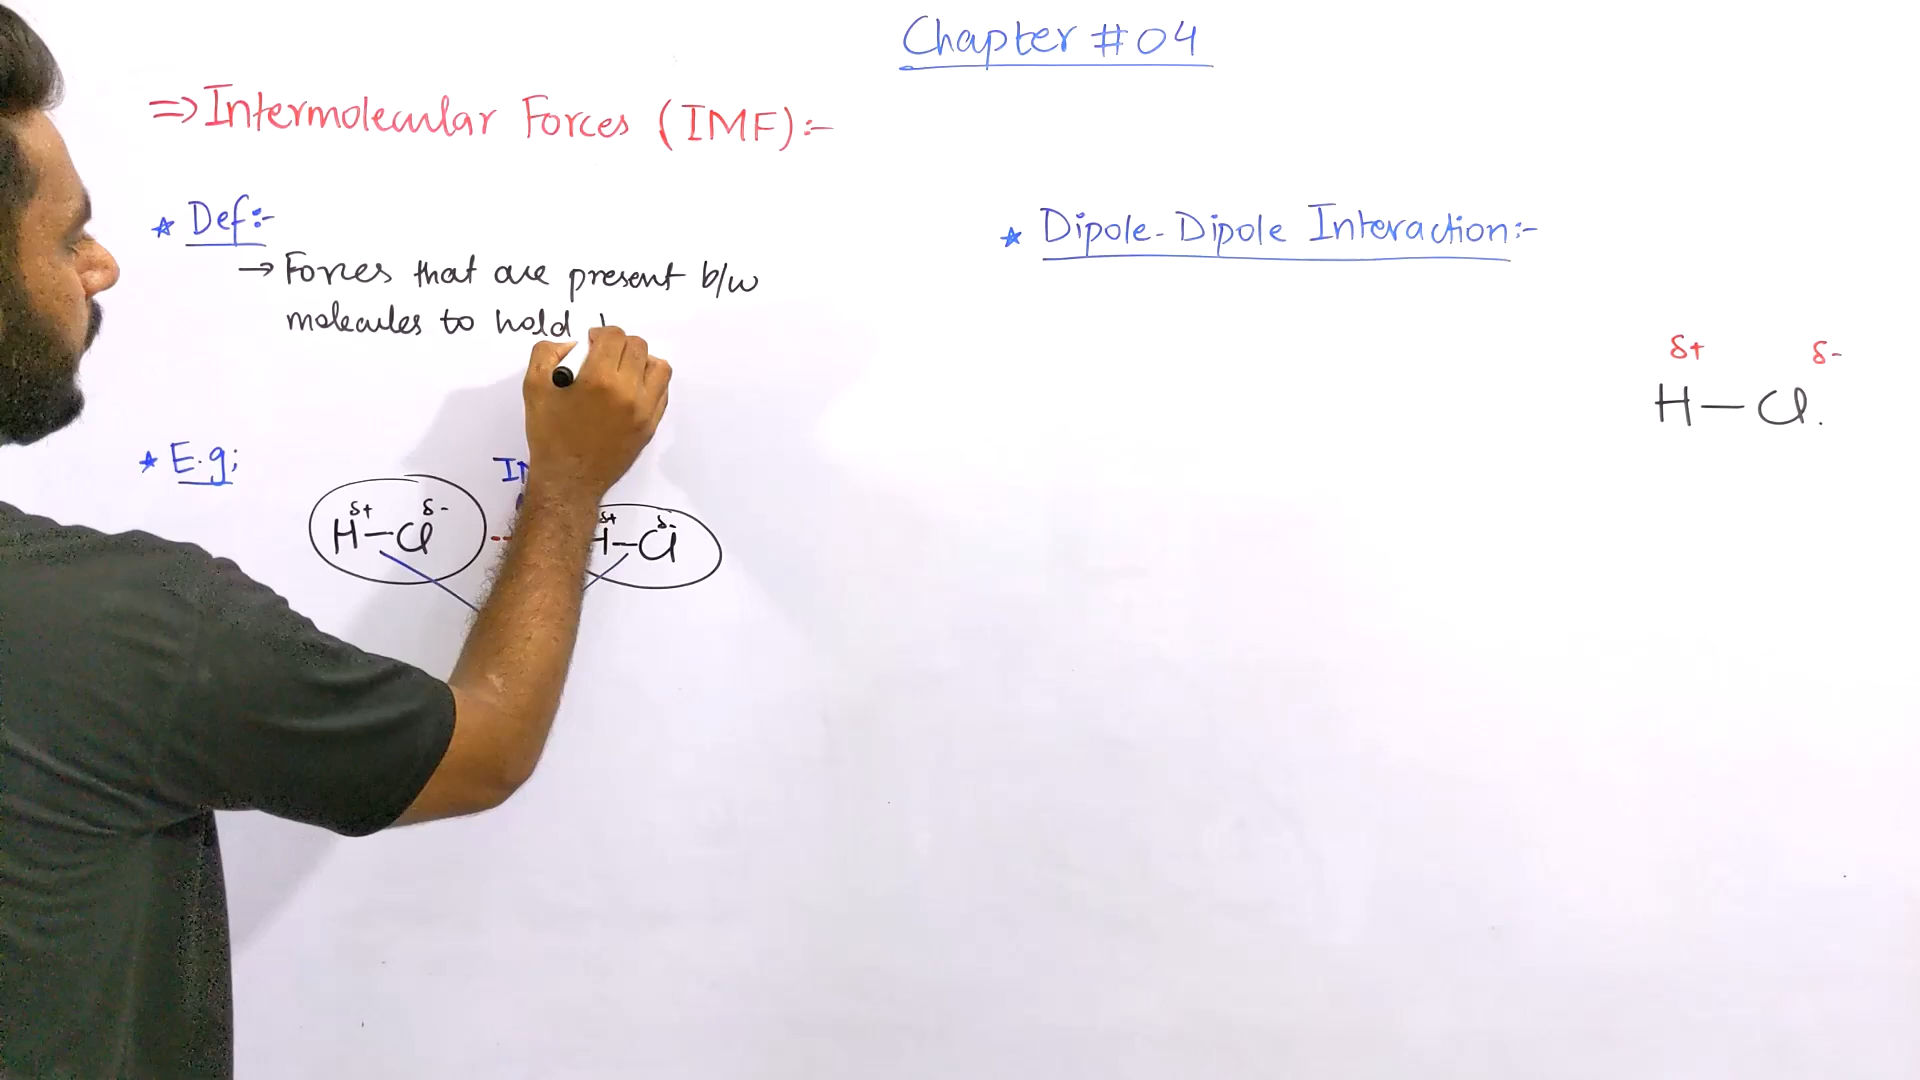 Chapter # 04
⇒ Intermolecular Forces (IMF):-
★ Def:-
→ Forces that are present b/w
molecules to hold
★ E.g;
δ+ δ-
H-Cl
δ+ δ-
H-Cl
★ Dipole-Dipole Interaction:-
δ+ δ-
H-Cl.